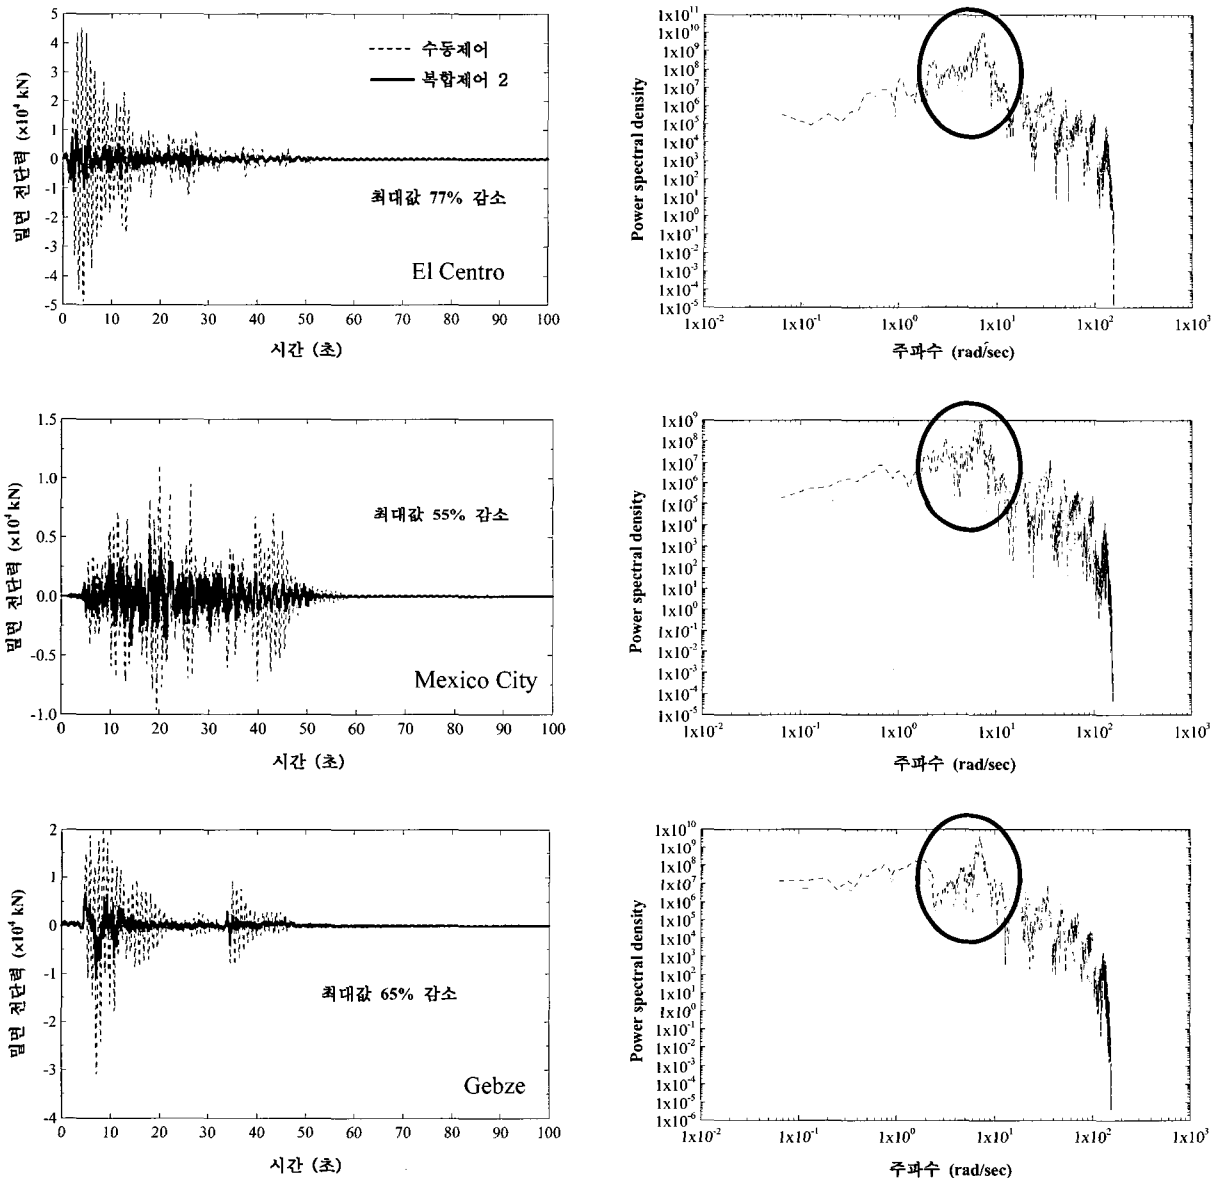 5
4
3
2
1
0
-1
-2
-3
-4
5
밑면 전단력 (×10⁴ kN)
수동제어
복합제어 2
최대값 77% 감소
El Centro
0 10 20 30 40 50 60 70 80 90 100
시간 (초)
1x10¹¹
1x10¹⁰
1x10⁹
1x10⁸
1x10⁷
1x10⁶
1x10⁵
1x10⁴
1x10³
1x10²
1x10¹
1x10⁰
1x10⁻¹
1x10⁻²
1x10⁻³
1x10⁻⁴
1x10⁻⁵
Power spectral density
1x10⁻² 1x10⁻¹ 1x10⁰ 1x10¹ 1x10² 1x10³
주파수 (rad/sec)
1.5
1.0
0.5
0.0
-0.5
-1.0
밑면 전단력 (×10⁴ kN)
최대값 55% 감소
Mexico City
0 10 20 30 40 50 60 70 80 90 100
시간 (초)
1x10⁹
1x10⁸
1x10⁷
1x10⁶
1x10⁵
1x10⁴
1x10³
1x10²
1x10¹
1x10⁰
1x10⁻¹
1x10⁻²
1x10⁻³
1x10⁻⁴
1x10⁻⁵
Power spectral density
1x10⁻² 1x10⁻¹ 1x10⁰ 1x10¹ 1x10² 1x10³
주파수 (rad/sec)
2
1
0
-1
-2
-3
-4
밑면 전단력 (×10⁴ kN)
최대값 65% 감소
Gebze
0 10 20 30 40 50 60 70 80 90 100
시간 (초)
1x10¹⁰
1x10⁹
1x10⁸
1x10⁷
1x10⁶
1x10⁵
1x10⁴
1x10³
1x10²
1x10¹
1x10⁰
1x10⁻¹
1x10⁻²
1x10⁻³
1x10⁻⁴
1x10⁻⁵
1x10⁻⁶
Power spectral density
1x10⁻² 1x10⁻¹ 1x10⁰ 1x10¹ 1x10² 1x10³
주파수 (rad/sec)